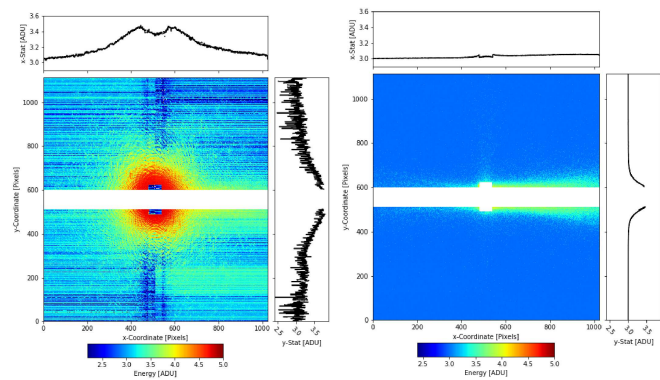 3.6
3.4
3.2
3.0
x-Stat [ADU]
1000
800
600
400
200
0
y-Coordinate [Pixels]
0 200 400 600 800 1000
x-Coordinate [Pixels]
2.5 3.0 3.5
y-Stat [ADU]
2.5 3.0 3.5 4.0 4.5 5.0
Energy [ADU]
3.6
3.4
3.2
3.0
x-Stat [ADU]
1000
800
600
400
200
0
y-Coordinate [Pixels]
0 200 400 600 800 1000
x-Coordinate [Pixels]
2.5 3.0 3.5
y-Stat [ADU]
2.5 3.0 3.5 4.0 4.5 5.0
Energy [ADU]